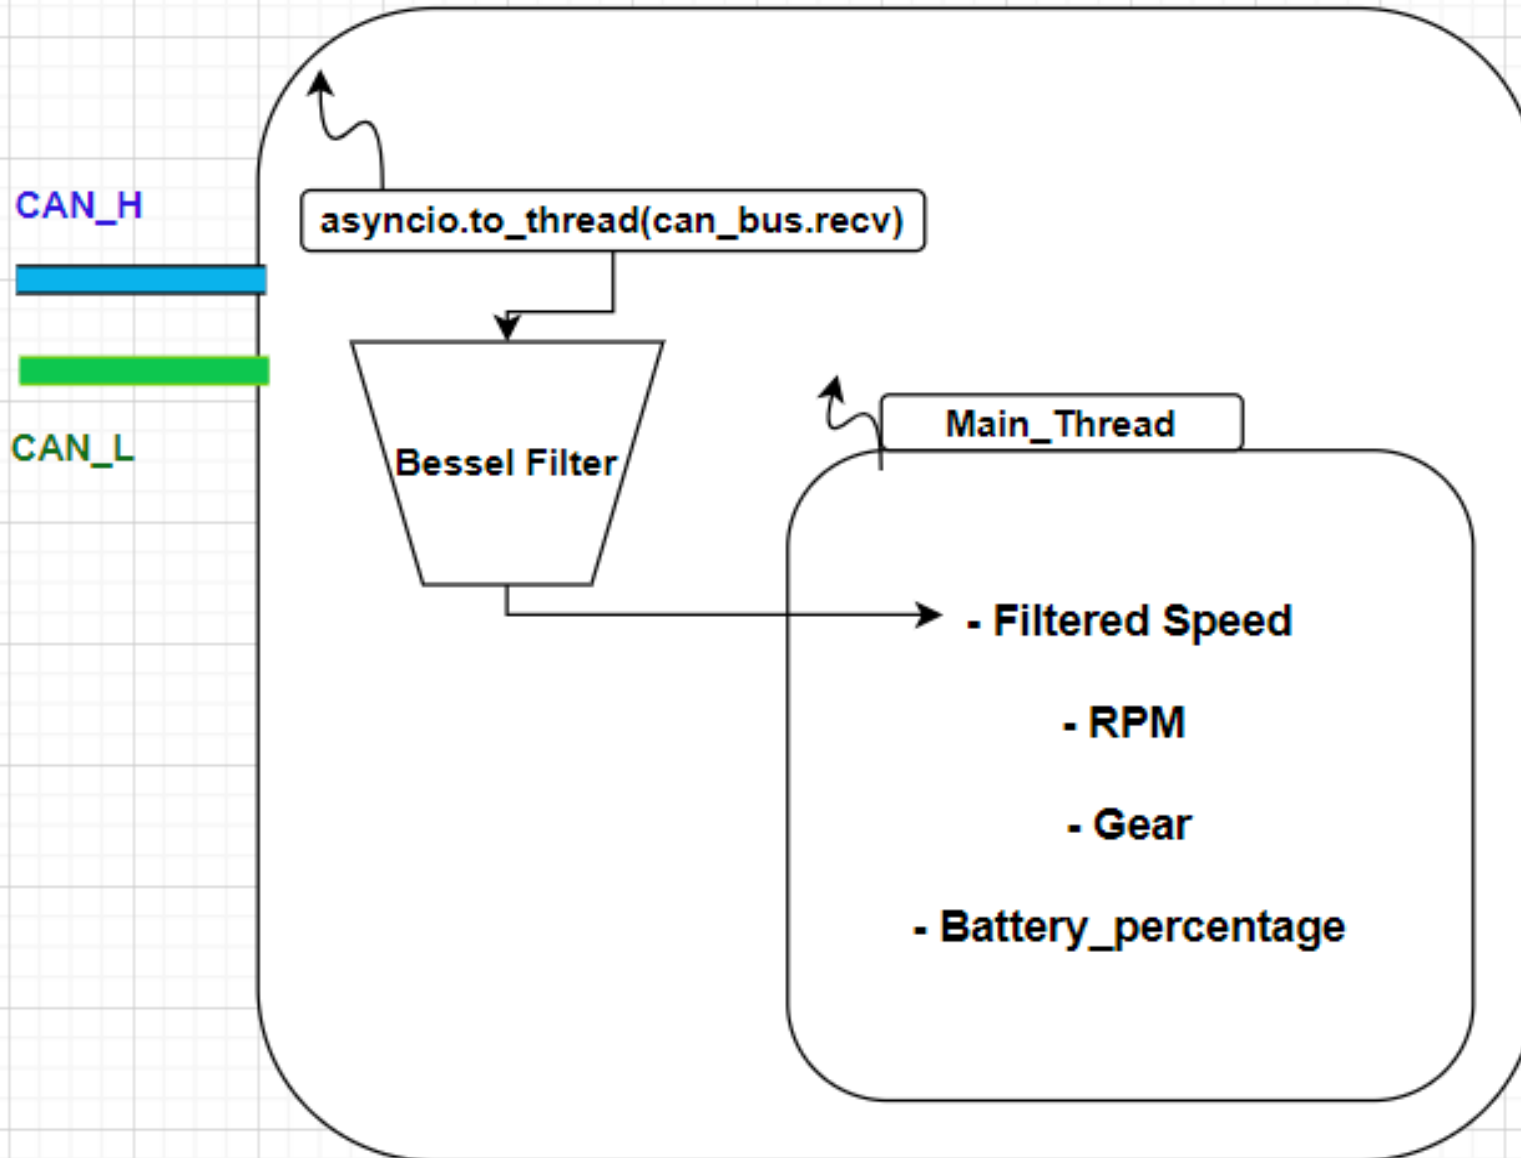 CAN_H
asyncio.to_thread(can_bus.recv)
CAN_L
Bessel Filter
Main_Thread
- Filtered Speed
- RPM
- Gear
- Battery_percentage